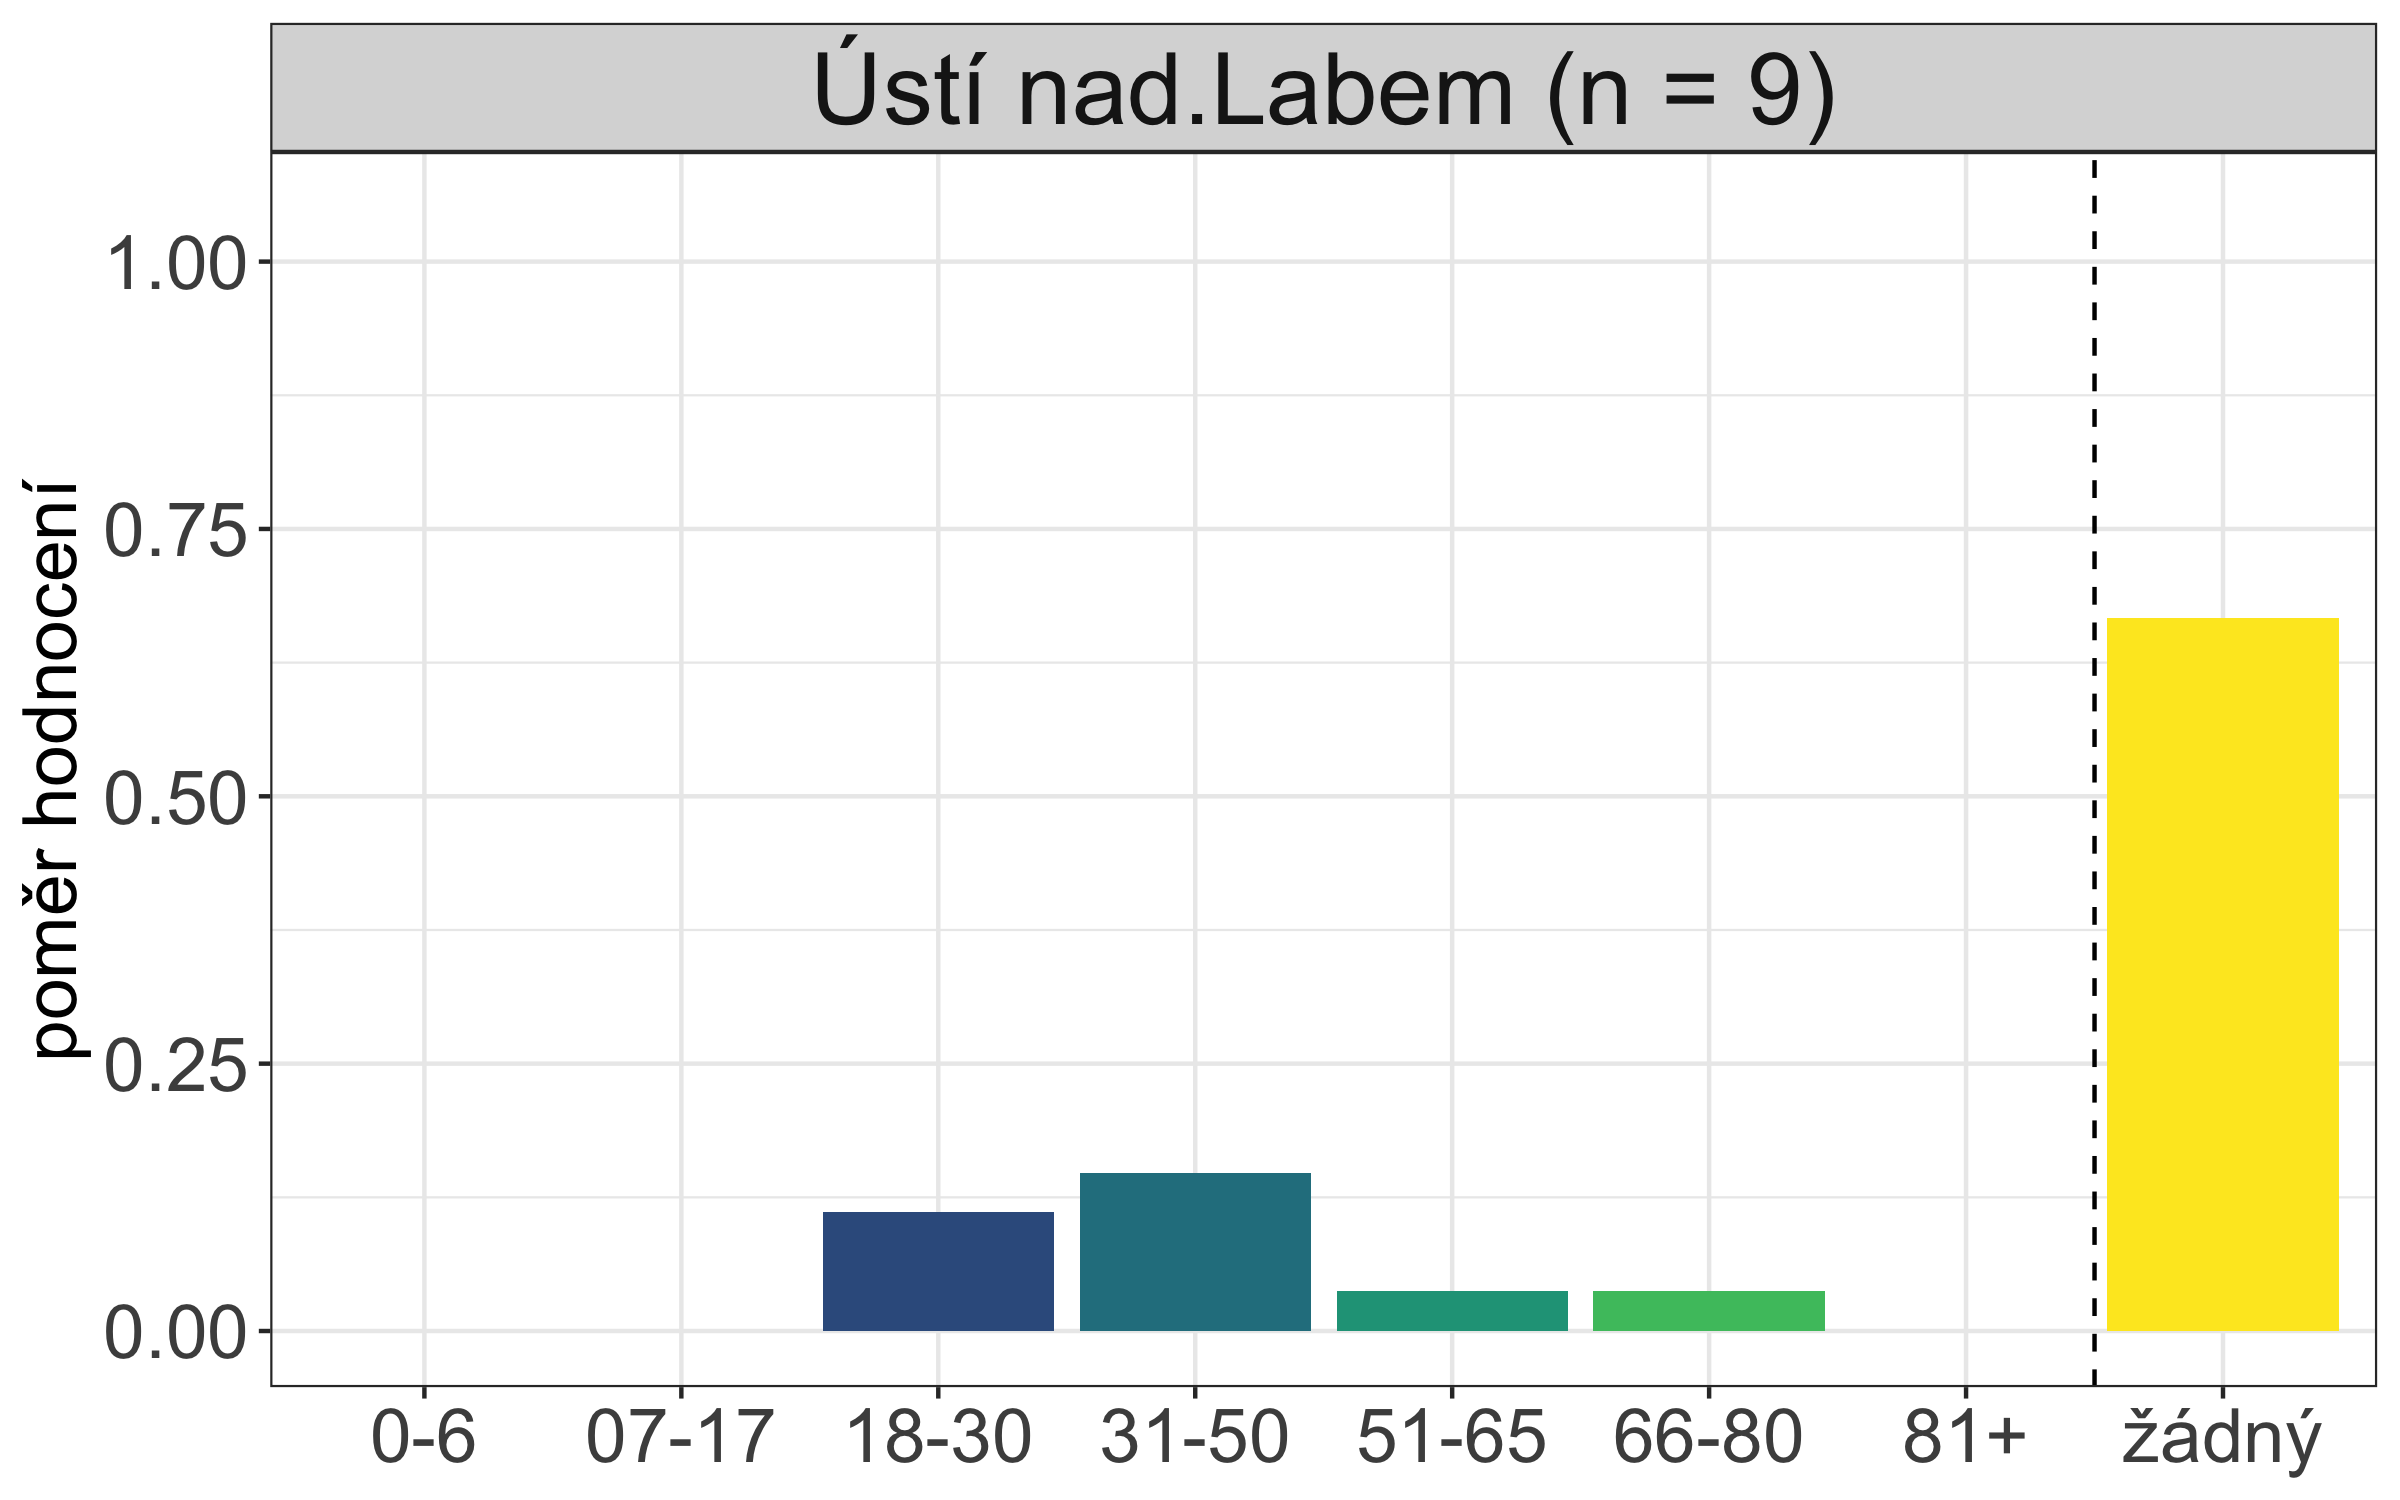 Ústí nad.Labem (n = 9)
poměr hodnocení
1.00
0.75
0.50
0.25
0.00
0-6 07-17 18-30 31-50 51-65 66-80 81+ žádný